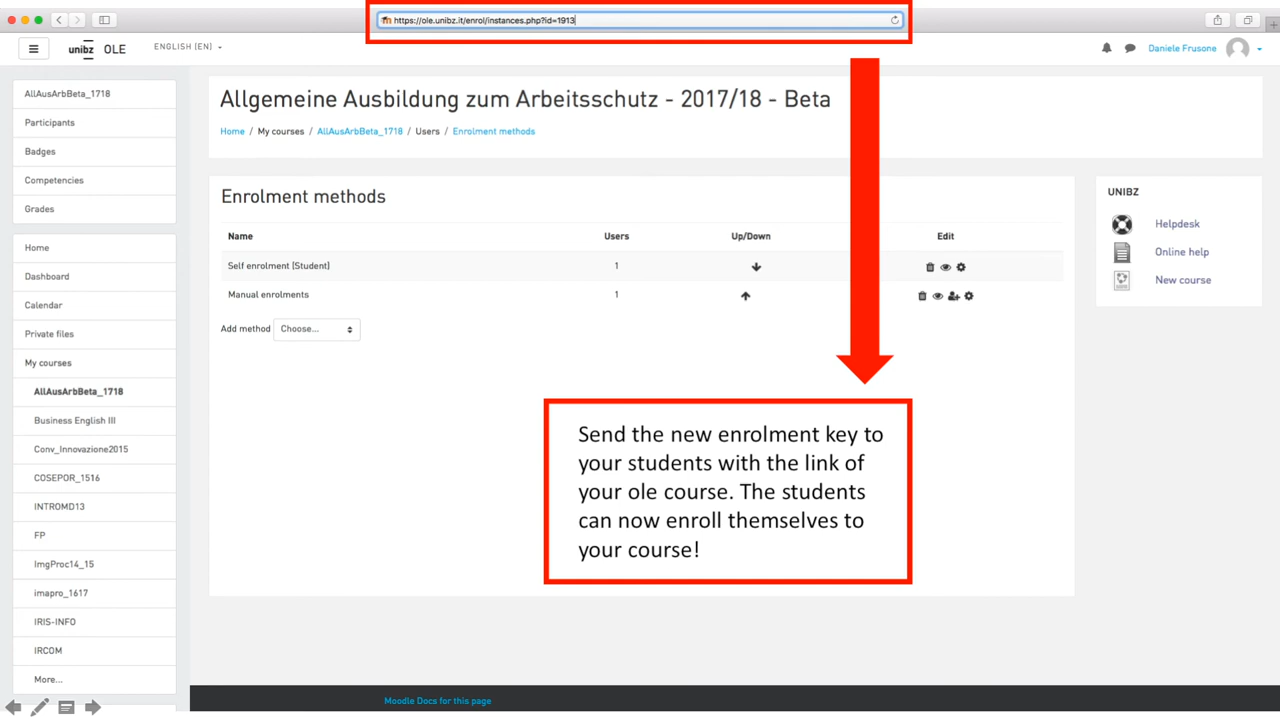 https://ole.unibz.it/enrol/instances.php?id=1913
unibz OLE ENGLISH (EN)
Daniele Frusone
AllAusArbBeta_1718
Participants
Badges
Competencies
Grades
Home
Dashboard
Calendar
Private files
My courses
AllAusArbBeta_1718
Business English III
Conv_Innovazione2015
COSEPOR_1516
INTROMD13
FP
ImgProc14_15
imapro_1617
IRIS-INFO
IRCOM
More...
Allgemeine Ausbildung zum Arbeitsschutz - 2017/18 - Beta
Home / My courses / AllAusArbBeta_1718 / Users / Enrolment methods
Enrolment methods
Name Users Up/Down Edit
Self enrolment (Student) 1
Manual enrolments 1
Add method Choose...
UNIBZ
Helpdesk
Online help
New course
Send the new enrolment key to
your students with the link of
your ole course. The students
can now enroll themselves to
your course!
Moodle Docs for this page